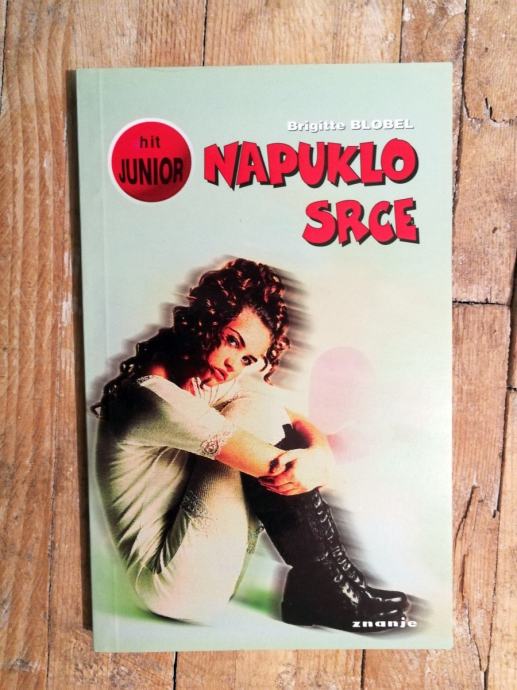 Brigitte BLOBEL
hit
JUNIOR
NAPUKLO
SRCE
znanje